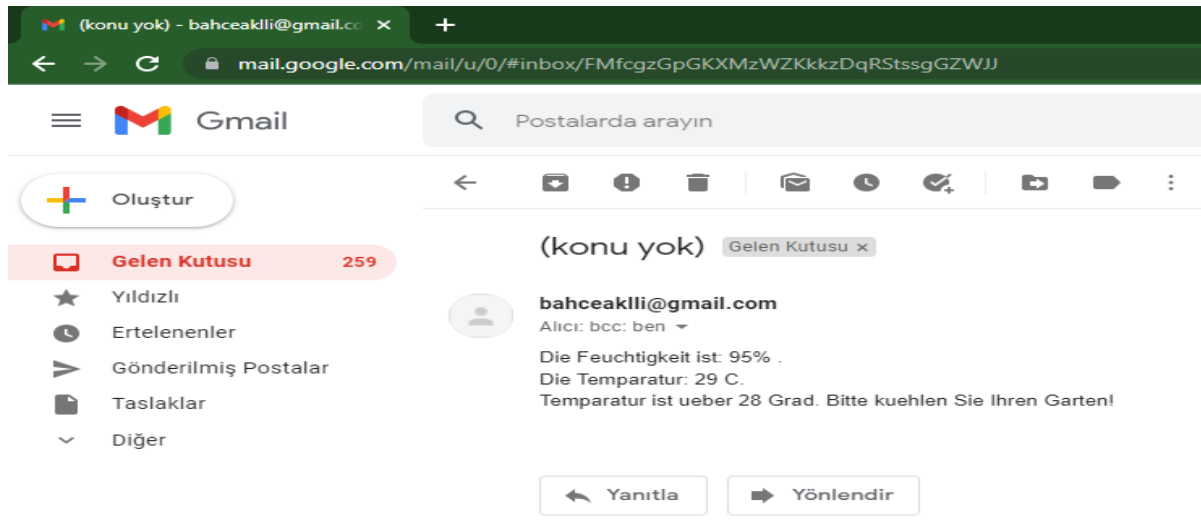 (konu yok) - bahceaklli@gmail.cc
mail.google.com/mail/u/0/#inbox/FMfcgzGpGKXMzWZKkkzDqRStssgGZWJJ
Gmail
Postalarda arayın
Oluştur
Gelen Kutusu 259
Yıldızlı
Ertelenenler
Gönderilmiş Postalar
Taslaklar
Diğer
(konu yok) Gelen Kutusu x
bahceaklli@gmail.com
Alıcı: bcc: ben
Die Feuchtigkeit ist: 95% .
Die Temparatur: 29 C.
Temparatur ist ueber 28 Grad. Bitte kuehlen Sie Ihren Garten!
Yanıtla
Yönlendir